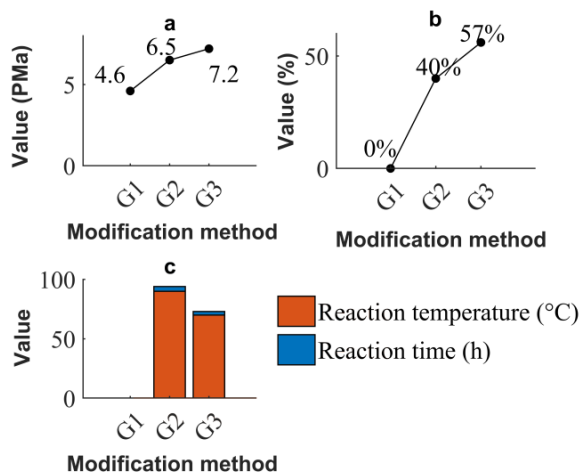 a
Value (PMa)
5
0
4.6
6.5
7.2
G1
G2
G3
Modification method
b
Value (%)
50
0
0%
40%
57%
G1
G2
G3
Modification method
c
Value
100
50
0
G1
G2
G3
Modification method
Reaction temperature (°C)
Reaction time (h)